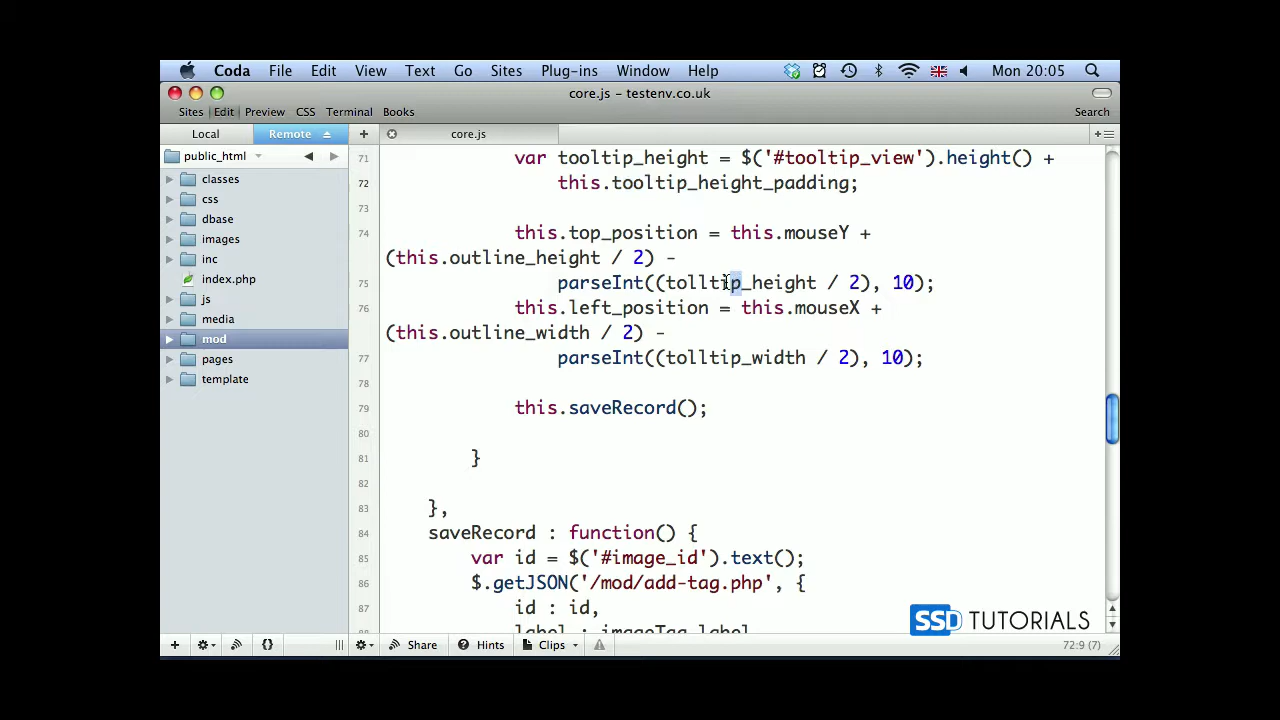 Coda File Edit View Text Go Sites Plug-ins Window Help Mon 20:05
core.js – testenv.co.uk
Sites Edit Preview CSS Terminal Books Search
Local Remote core.js
public_html
classes
css
dbase
images
inc
index.php
js
media
mod
pages
template
71 var tooltip_height = $('#tooltip_view').height() +
72 this.tooltip_height_padding;
73
74 this.top_position = this.mouseY +
(this.outline_height / 2) -
75 parseInt((tolltip_height / 2), 10);
76 this.left_position = this.mouseX +
(this.outline_width / 2) -
77 parseInt((tolltip_width / 2), 10);
78
79 this.saveRecord();
80
81 }
82
83 },
84 saveRecord : function() {
85 var id = $('#image_id').text();
86 $.getJSON('/mod/add-tag.php', {
87 id : id,
label : imageTag.label
SSD TUTORIALS
Share Hints Clips 72:9 (7)